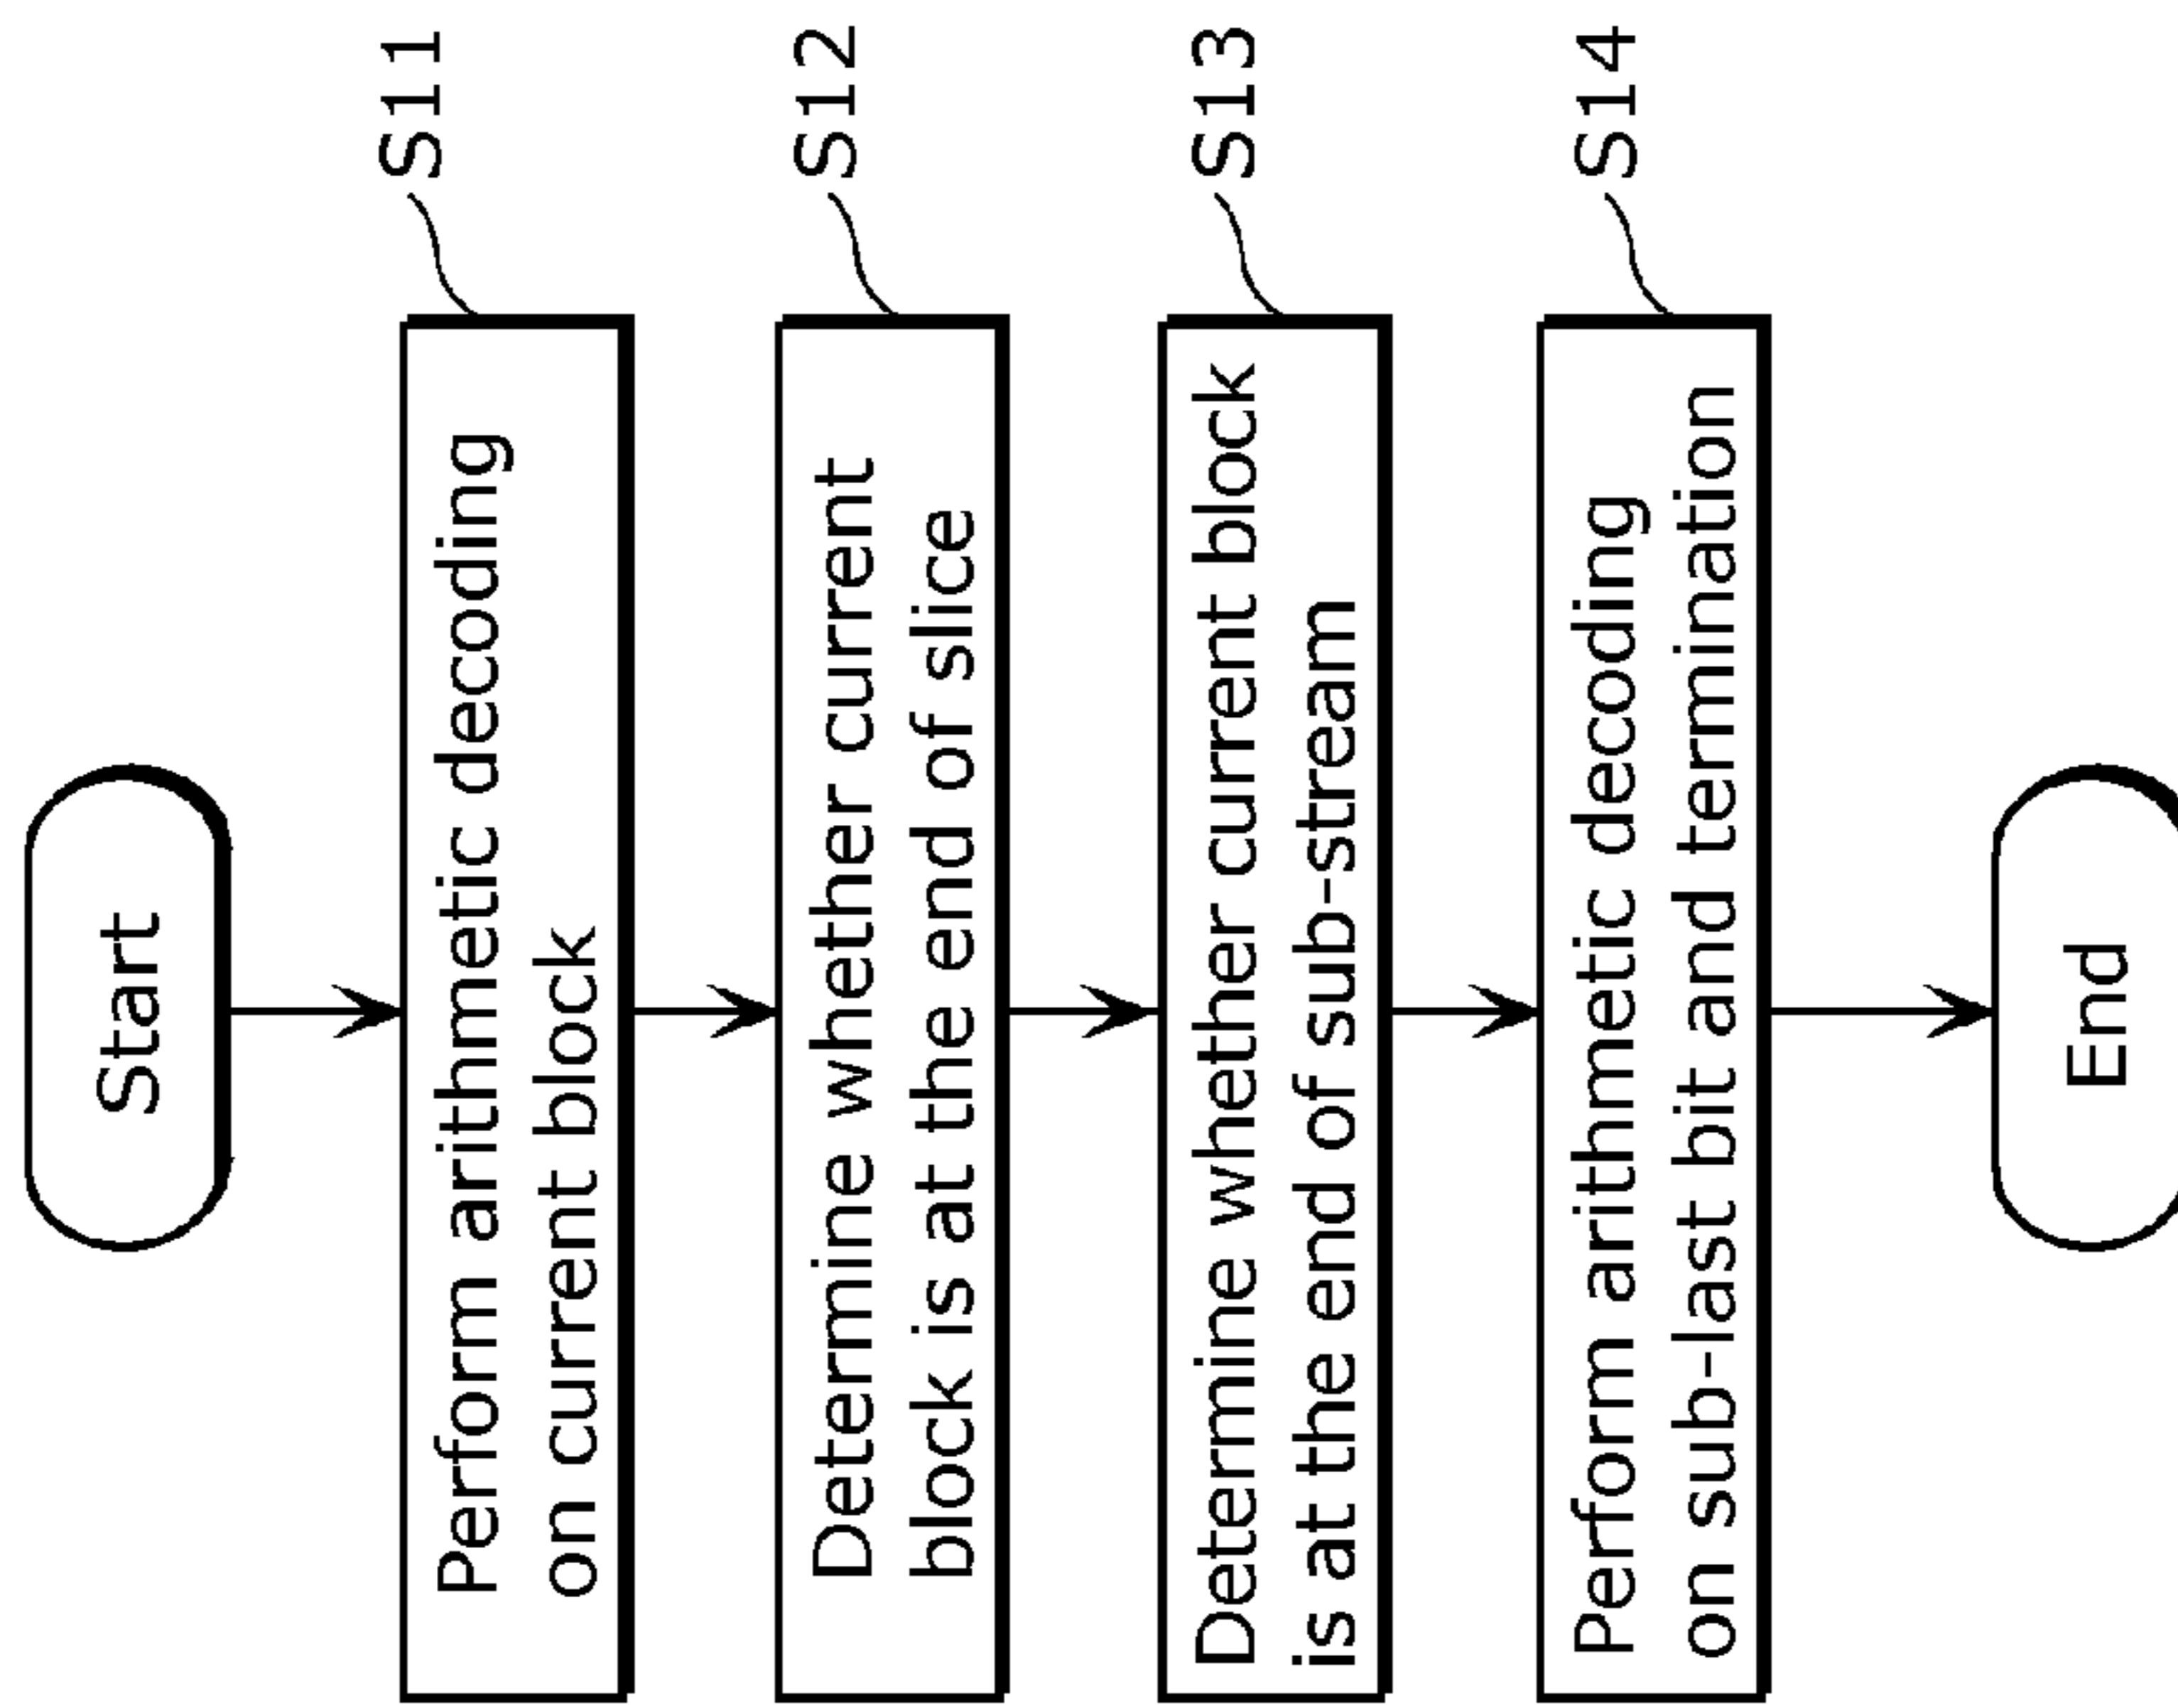 Start
Perform arithmetic decoding
on current block
S11
Determine whether current
block is at the end of slice
S12
Determine whether current block
is at the end of sub-stream
S13
Perform arithmetic decoding
on sub-last bit and termination
S14
End